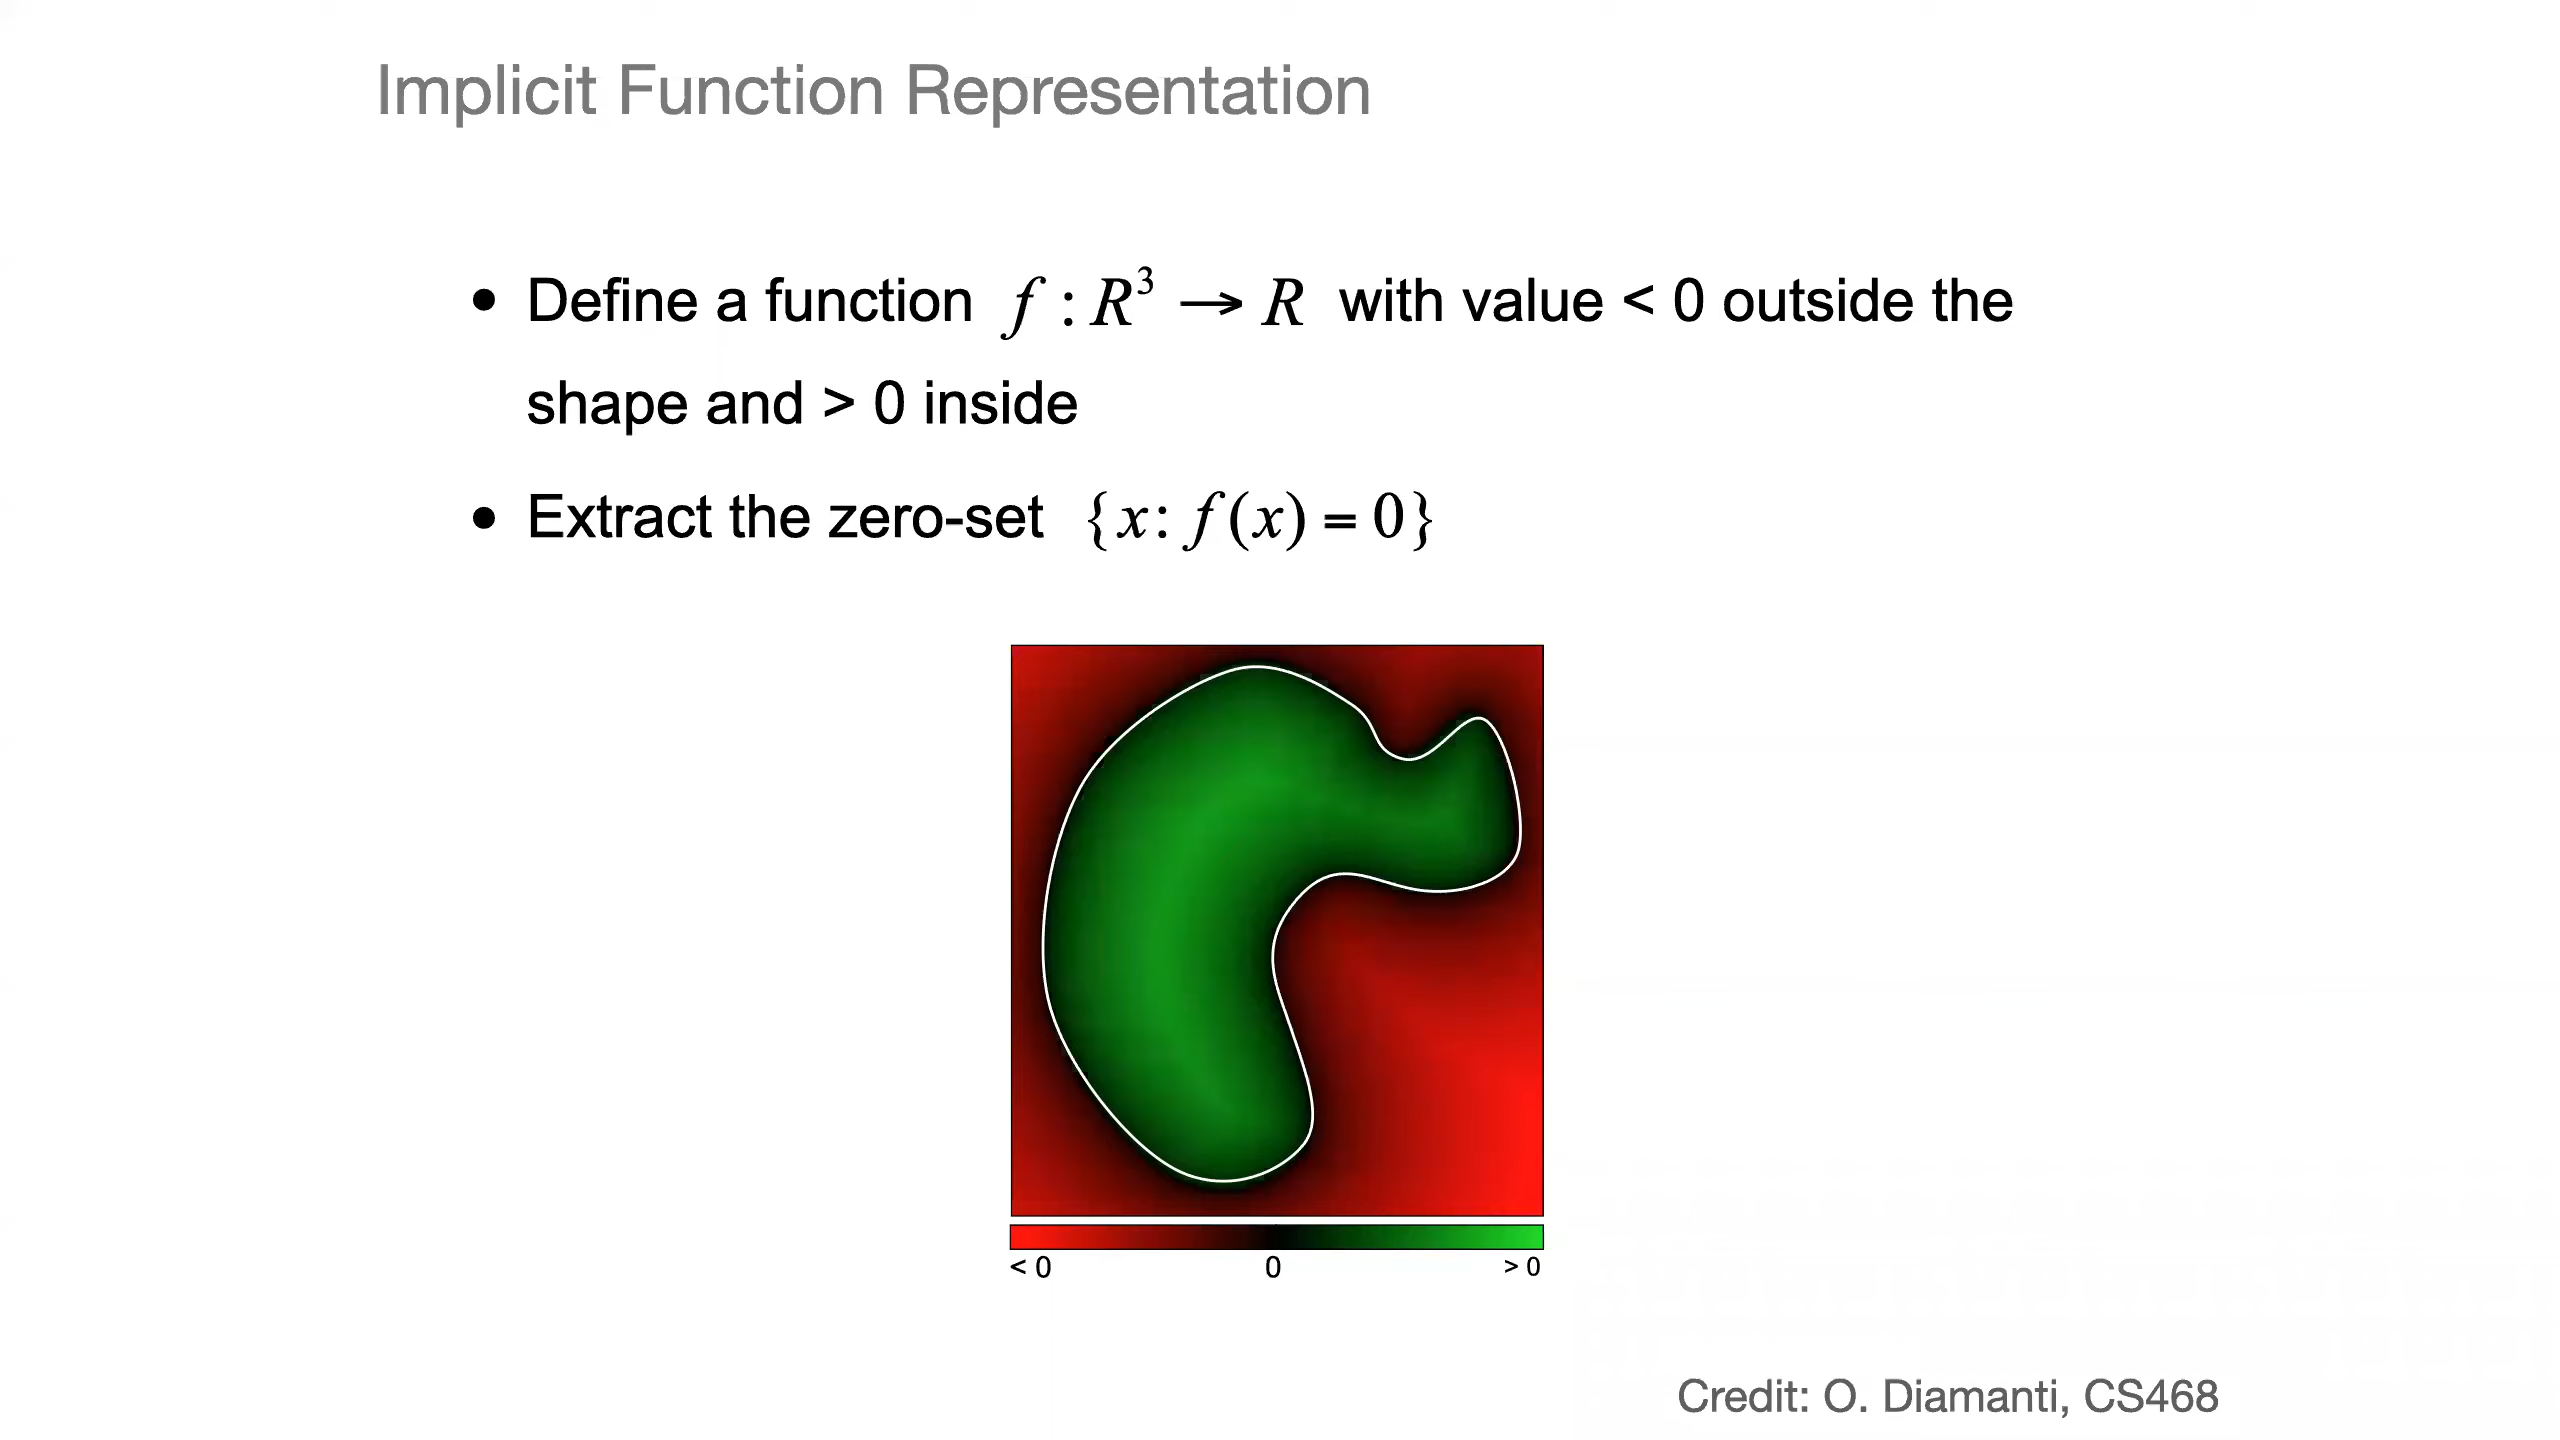 Implicit Function Representation
• Define a function f : R³ → R with value < 0 outside the
shape and > 0 inside
• Extract the zero-set {x: f(x) = 0}
< 0 0 > 0
Credit: O. Diamanti, CS468